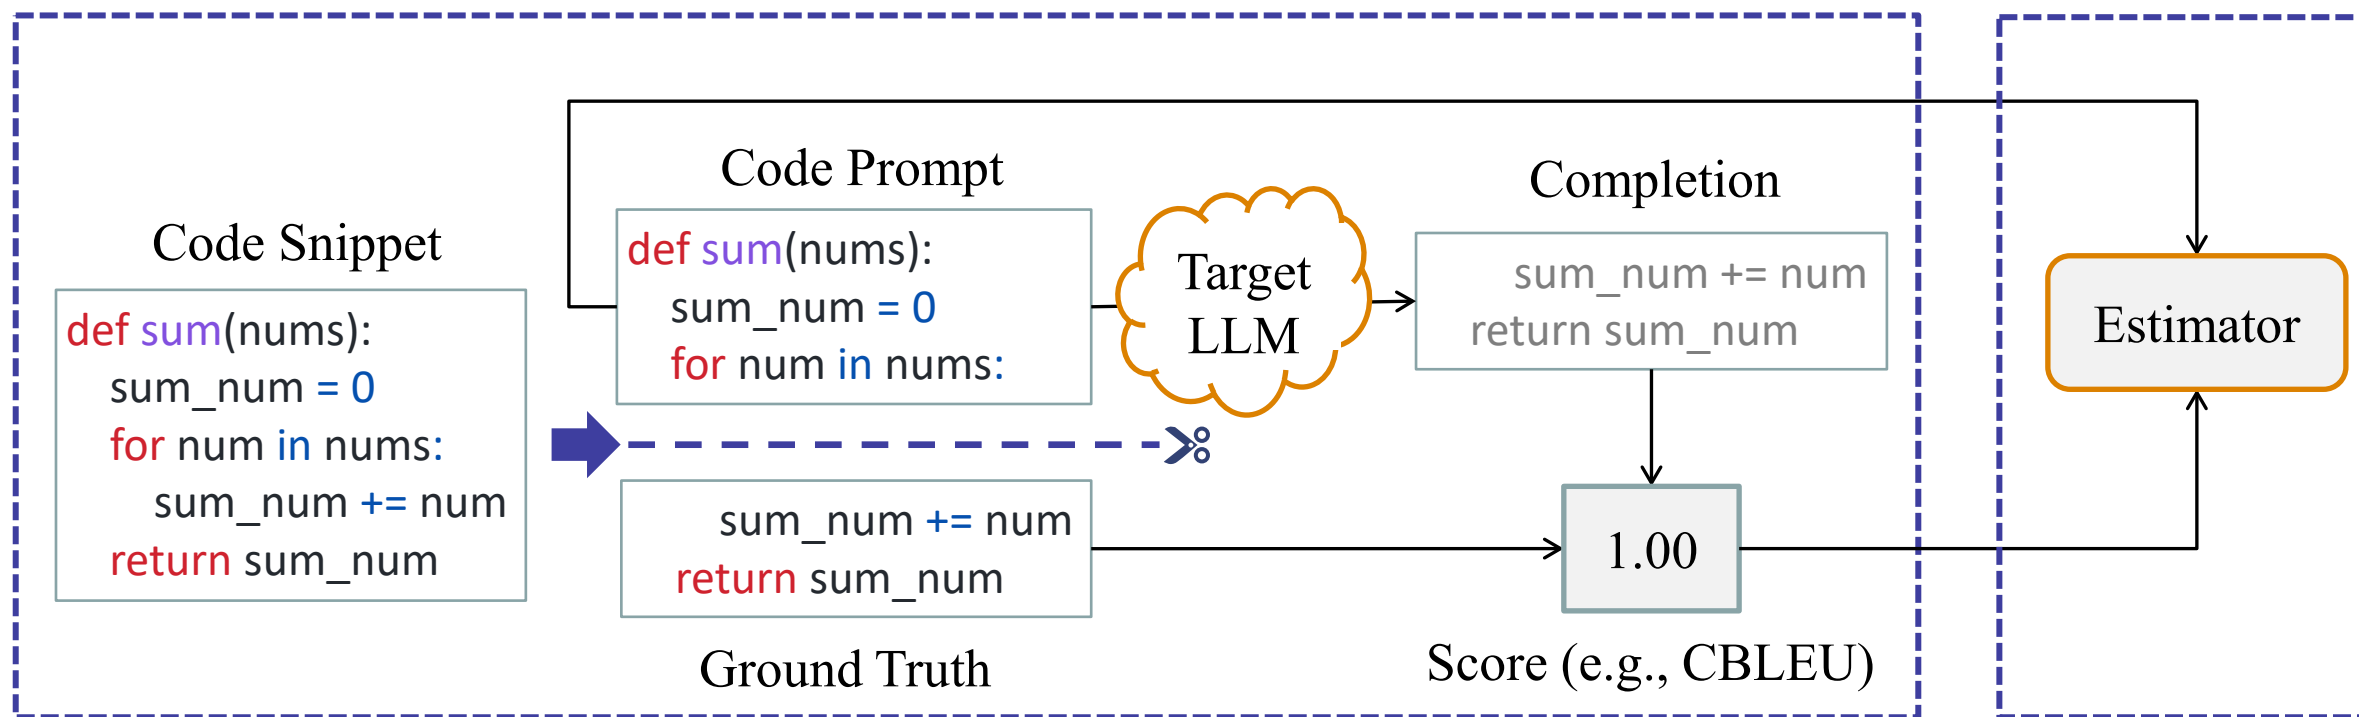 Code Snippet
def sum(nums):
sum_num = 0
for num in nums:
sum_num += num
return sum_num
Code Prompt
def sum(nums):
sum_num = 0
for num in nums:
Target
LLM
Completion
sum_num += num
return sum_num
sum_num += num
return sum_num
Ground Truth
1.00
Score (e.g., CBLEU)
Estimator